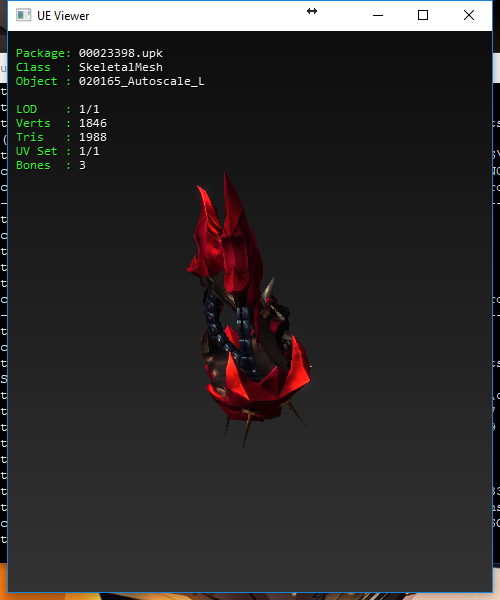 UE Viewer
Package: 00023398.upk
Class : SkeletalMesh
Object : 020165_Autoscale_L
LOD : 1/1
Verts : 1846
Tris : 1988
UV Set : 1/1
Bones : 3